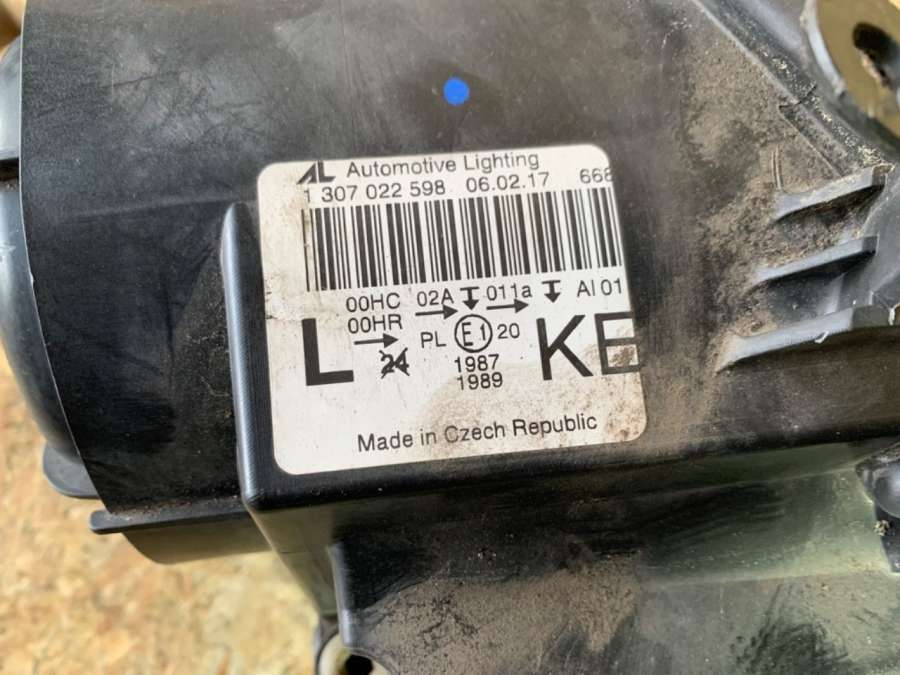 AL Automotive Lighting
1 307 022 598 06.02.17 668
00HC 02A 011a AI 01
00HR
L PL E1 20 KE
24
1987
1989
Made in Czech Republic